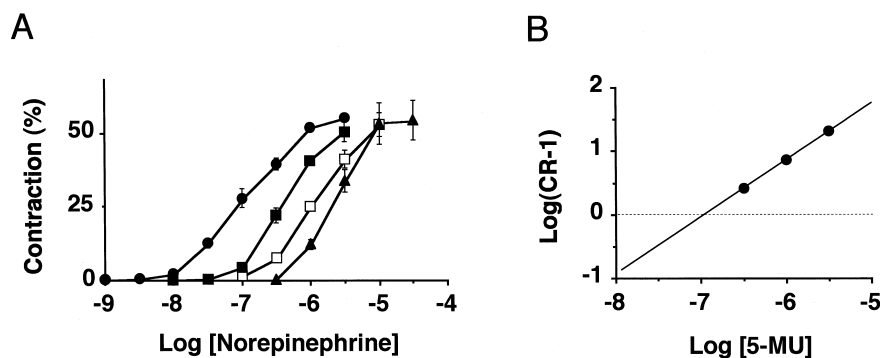 A
Contraction (%)
50
25
0
-9 -8 -7 -6 -5 -4
Log [Norepinephrine]
B
Log(CR-1)
2
1
0
-1
-8 -7 -6 -5
Log [5-MU]